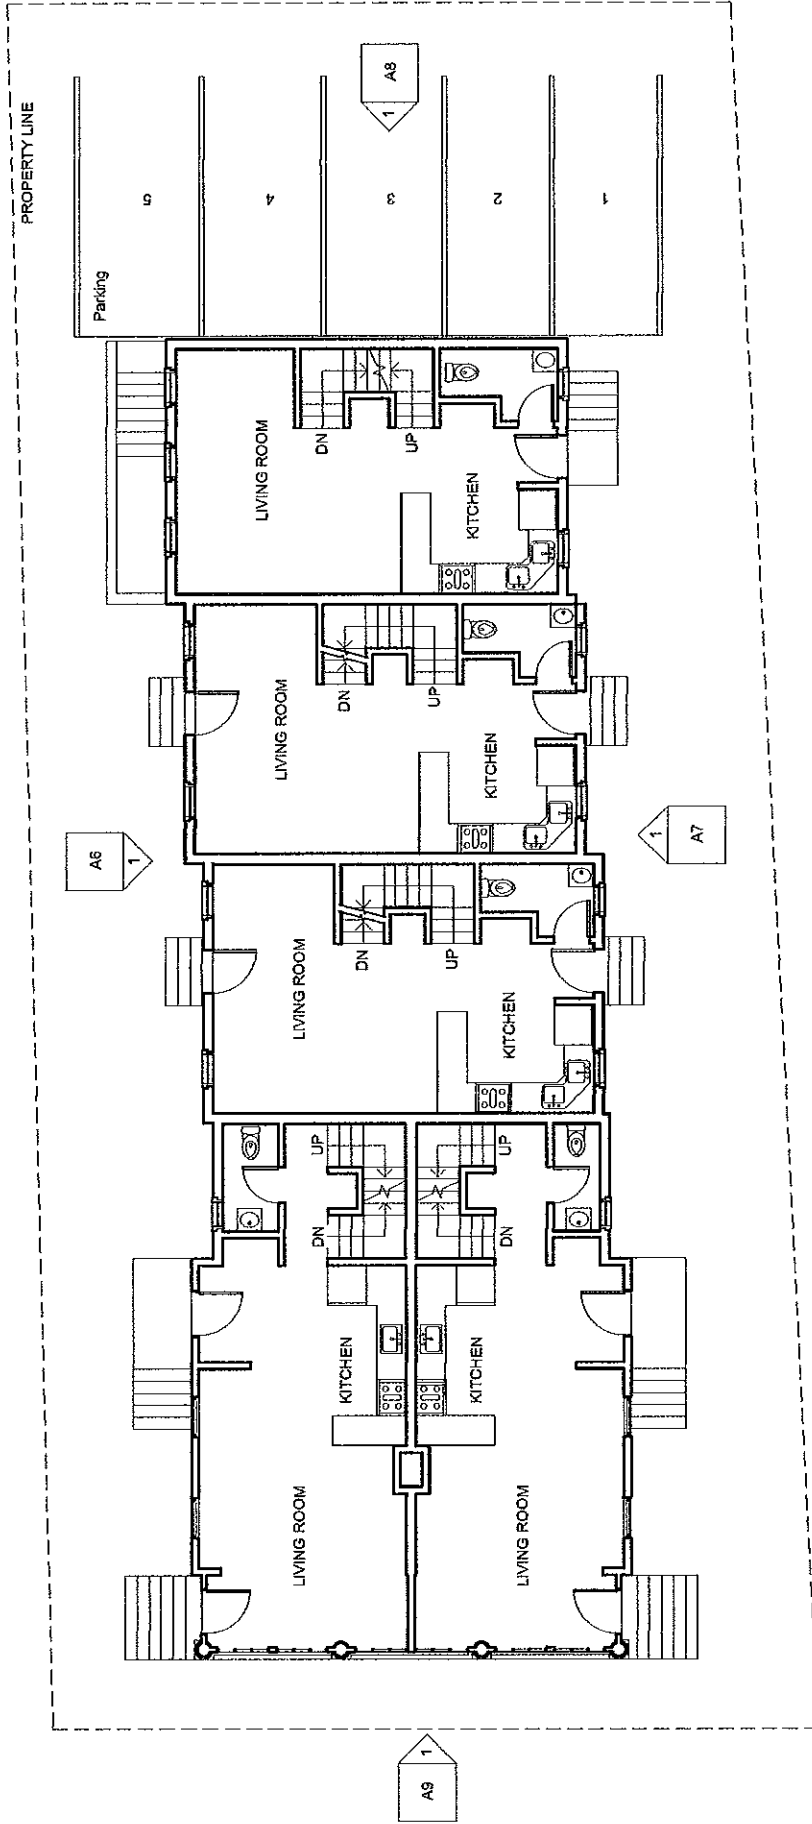 PROPERTY LINE
A8
1
Parking
5
4
3
2
1
LIVING ROOM
DN
UP
KITCHEN
LIVING ROOM
DN
UP
KITCHEN
A6
1
A7
1
LIVING ROOM
DN
UP
KITCHEN
UP
DN
KITCHEN
LIVING ROOM
UP
DN
KITCHEN
LIVING ROOM
A9
1